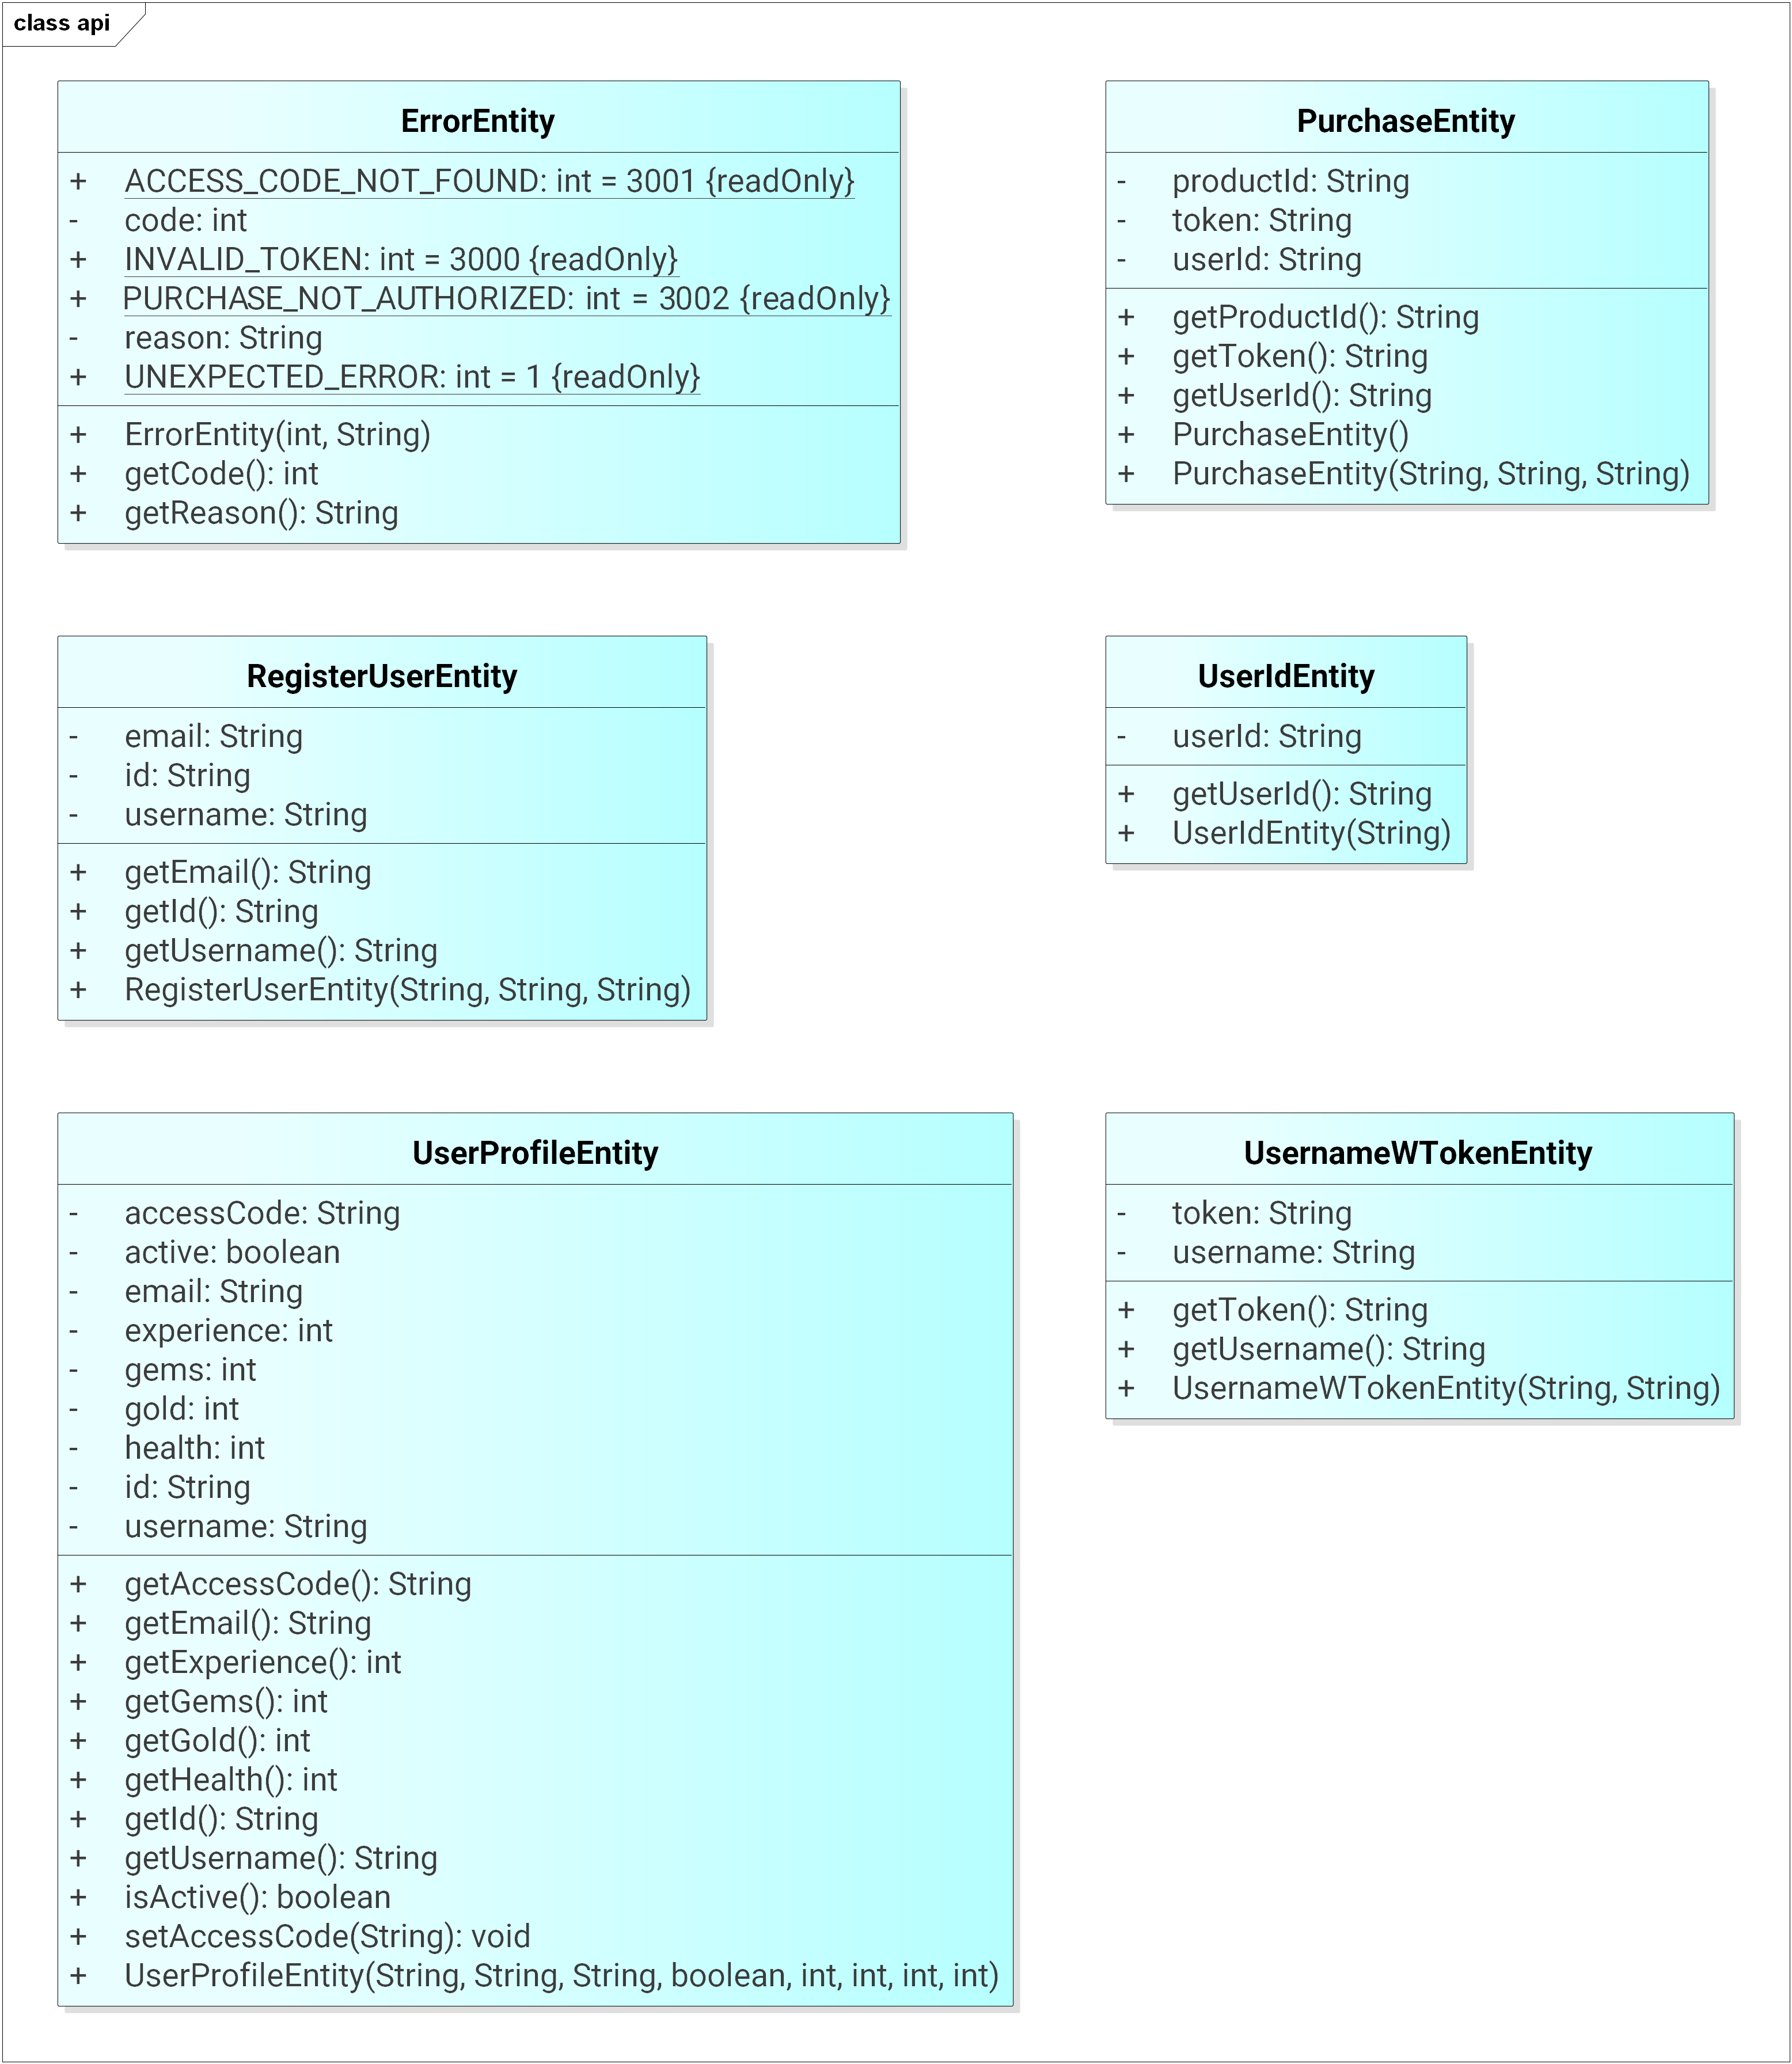 class api
ErrorEntity
+ ACCESS_CODE_NOT_FOUND: int = 3001 {readOnly}
- code: int
+ INVALID_TOKEN: int = 3000 {readOnly}
+ PURCHASE_NOT_AUTHORIZED: int = 3002 {readOnly}
- reason: String
+ UNEXPECTED_ERROR: int = 1 {readOnly}
+ ErrorEntity(int, String)
+ getCode(): int
+ getReason(): String
PurchaseEntity
- productId: String
- token: String
- userId: String
+ getProductId(): String
+ getToken(): String
+ getUserId(): String
+ PurchaseEntity()
+ PurchaseEntity(String, String, String)
RegisterUserEntity
- email: String
- id: String
- username: String
+ getEmail(): String
+ getId(): String
+ getUsername(): String
+ RegisterUserEntity(String, String, String)
UserIdEntity
- userId: String
+ getUserId(): String
+ UserIdEntity(String)
UserProfileEntity
- accessCode: String
- active: boolean
- email: String
- experience: int
- gems: int
- gold: int
- health: int
- id: String
- username: String
+ getAccessCode(): String
+ getEmail(): String
+ getExperience(): int
+ getGems(): int
+ getGold(): int
+ getHealth(): int
+ getId(): String
+ getUsername(): String
+ isActive(): boolean
+ setAccessCode(String): void
+ UserProfileEntity(String, String, String, boolean, int, int, int, int)
UsernameWTokenEntity
- token: String
- username: String
+ getToken(): String
+ getUsername(): String
+ UsernameWTokenEntity(String, String)